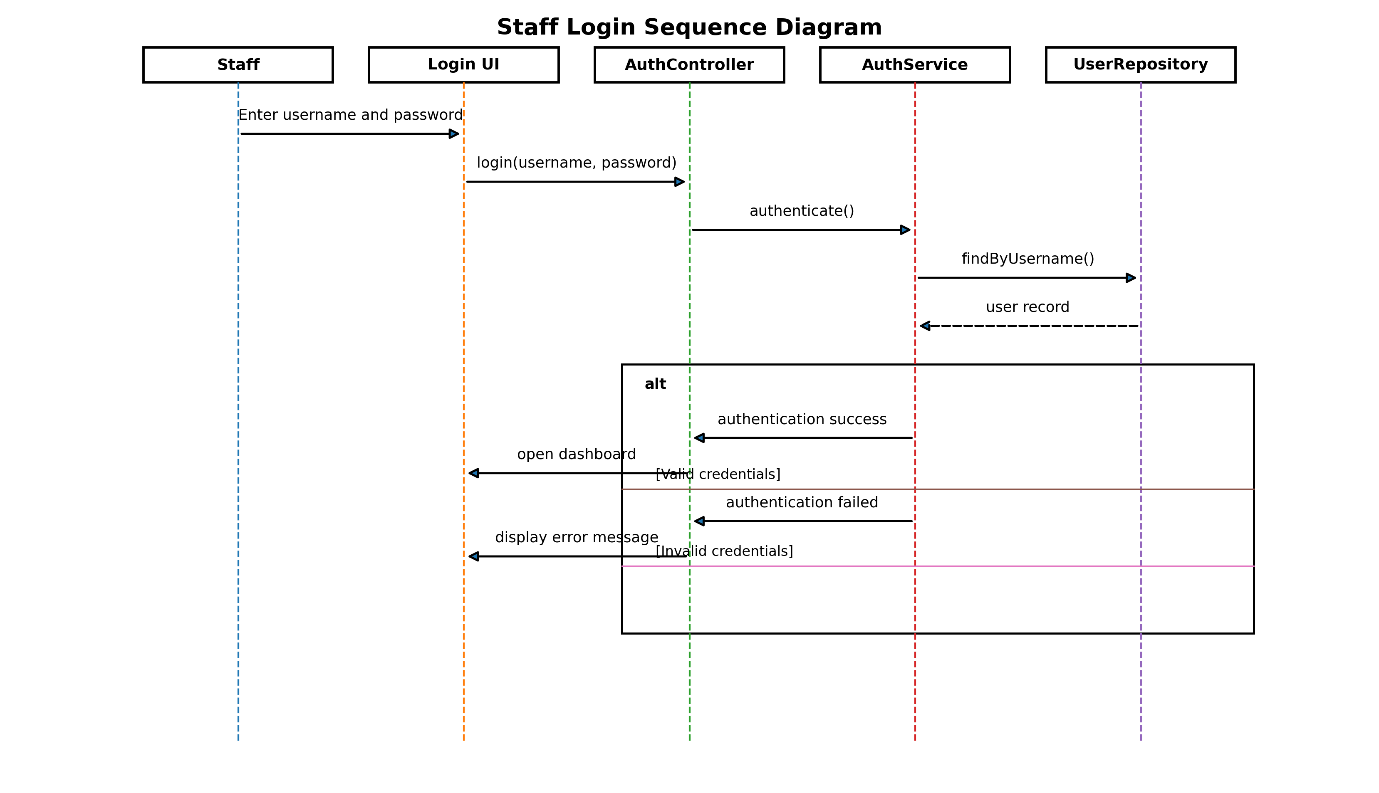 Staff Login Sequence Diagram
Staff
Login UI
AuthController
AuthService
UserRepository
Enter username and password
login(username, password)
authenticate()
findByUsername()
user record
alt
authentication success
open dashboard
[Valid credentials]
authentication failed
display error message
[Invalid credentials]